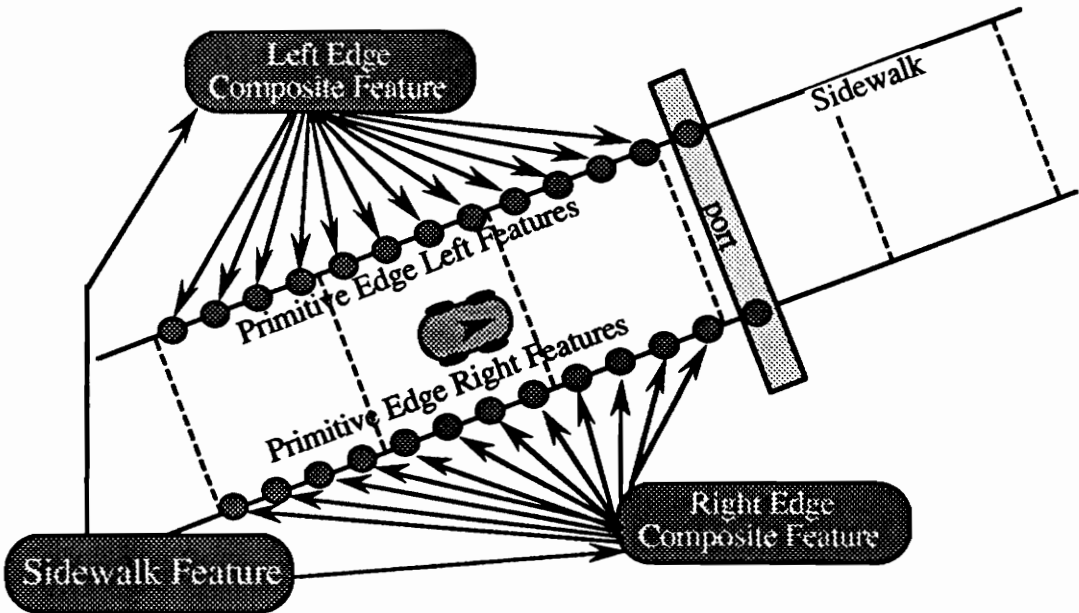 Left Edge
Composite Feature
Sidewalk
port
Primitive Edge Left Features
Primitive Edge Right Features
Right Edge
Composite Feature
Sidewalk Feature